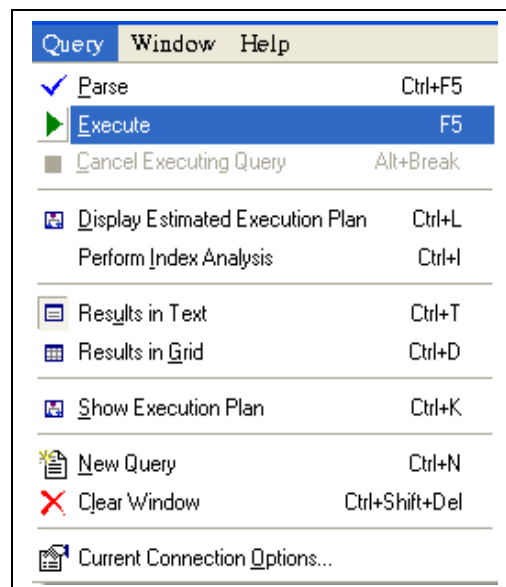 Query Window Help
Parse Ctrl+F5
Execute F5
Cancel Executing Query Alt+Break
Display Estimated Execution Plan Ctrl+L
Perform Index Analysis Ctrl+I
Results in Text Ctrl+T
Results in Grid Ctrl+D
Show Execution Plan Ctrl+K
New Query Ctrl+N
Clear Window Ctrl+Shift+Del
Current Connection Options...